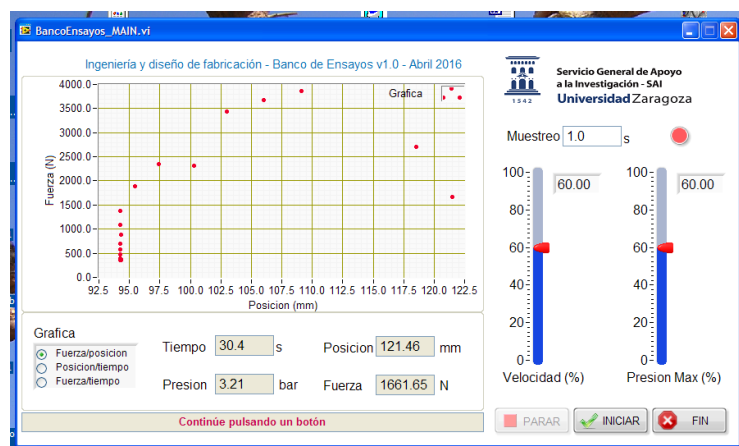 BancoEnsayos_MAIN.vi
Ingeniería y diseño de fabricación - Banco de Ensayos v1.0 - Abril 2016
Grafica
4000.0
3500.0
3000.0
2500.0
2000.0
1500.0
1000.0
500.0
0.0
Fuerza (N)
92.5 95.0 97.5 100.0 102.5 105.0 107.5 110.0 112.5 115.0 117.5 120.0 122.5
Posicion (mm)
1542
Servicio General de Apoyo
a la Investigación - SAI
Universidad Zaragoza
Muestreo 1.0 s
100 60.00 100 60.00
80 80
60 60
40 40
20 20
0 0
Velocidad (%) Presion Max (%)
Grafica
Fuerza/posicion
Posicion/tiempo
Fuerza/tiempo
Tiempo 30.4 s Posicion 121.46 mm
Presion 3.21 bar Fuerza 1661.65 N
Continúe pulsando un botón
PARAR INICIAR FIN